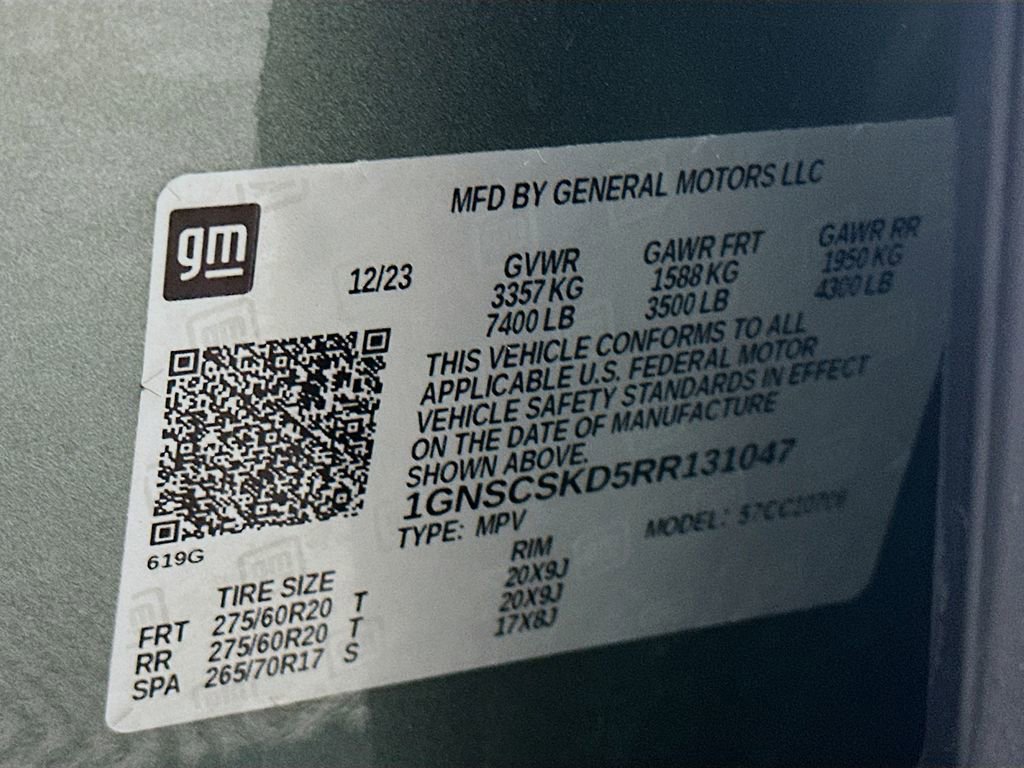 gm
MFD BY GENERAL MOTORS LLC
12/23
GVWR GAWR FRT GAWR RR
3357 KG 1588 KG 1950 KG
7400 LB 3500 LB 4300 LB
THIS VEHICLE CONFORMS TO ALL
APPLICABLE U.S. FEDERAL MOTOR
VEHICLE SAFETY STANDARDS IN EFFECT
ON THE DATE OF MANUFACTURE
SHOWN ABOVE.
1GNSCSKD5RR131047
TYPE: MPV MODEL:
619G
TIRE SIZE RIM
FRT 275/60R20 T 20X9J
RR 275/60R20 T 20X9J
SPA 265/70R17 S 17X8J